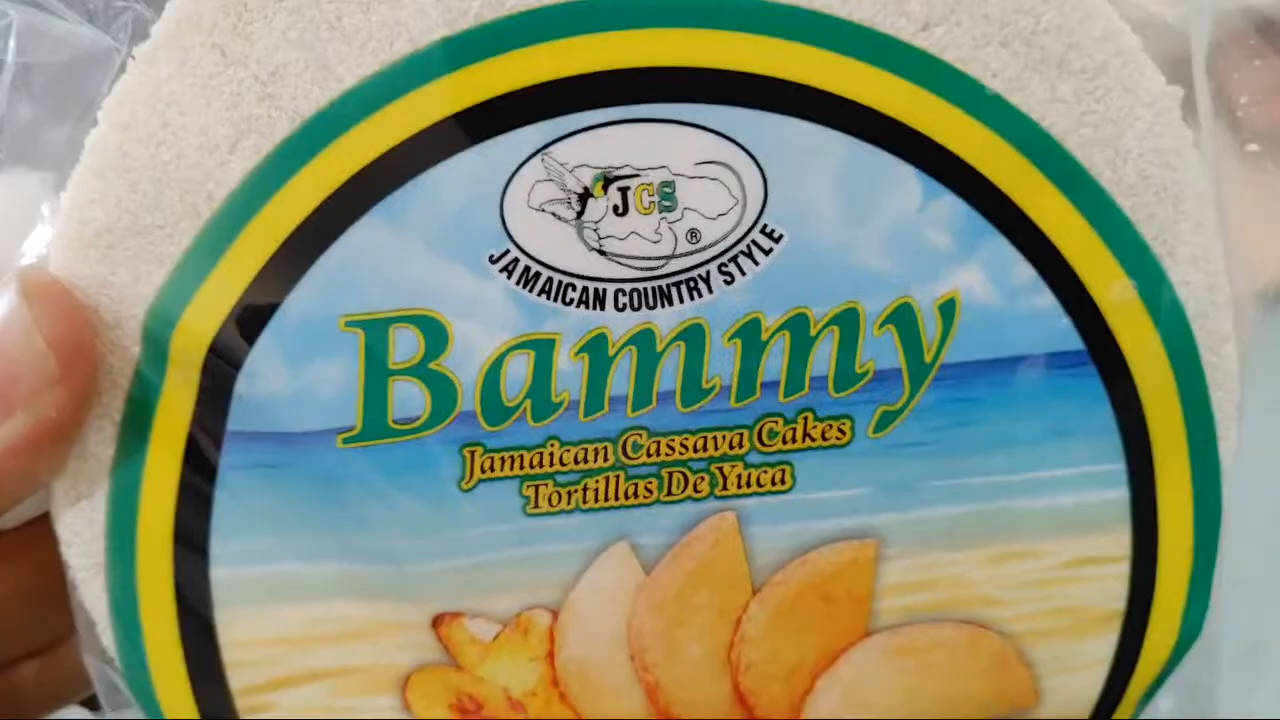 JCS
®
JAMAICAN COUNTRY STYLE
Bammy
Jamaican Cassava Cakes
Tortillas De Yuca